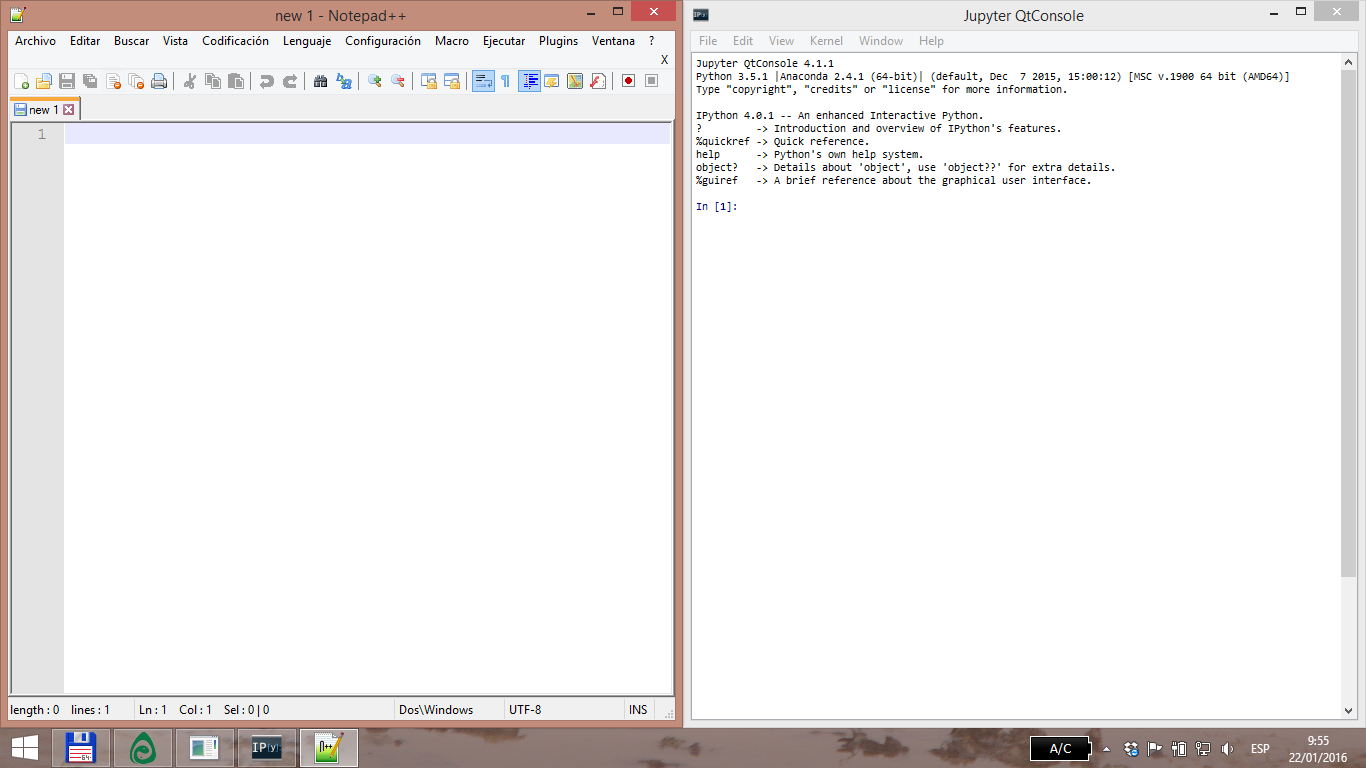 new 1 - Notepad++
Archivo Editar Buscar Vista Codificación Lenguaje Configuración Macro Ejecutar Plugins Ventana ?
X
new 1
1
length : 0 lines : 1 Ln : 1 Col : 1 Sel : 0 | 0 Dos\Windows UTF-8 INS
Jupyter QtConsole
File Edit View Kernel Window Help
Jupyter QtConsole 4.1.1
Python 3.5.1 |Anaconda 2.4.1 (64-bit)| (default, Dec  7 2015, 15:00:12) [MSC v.1900 64 bit (AMD64)]
Type "copyright", "credits" or "license" for more information.
IPython 4.0.1 -- An enhanced Interactive Python.
?         -> Introduction and overview of IPython's features.
%quickref -> Quick reference.
help      -> Python's own help system.
object?   -> Details about 'object', use 'object??' for extra details.
%guiref   -> A brief reference about the graphical user interface.
In [1]:
64
IP[y]:
A/C
ESP
9:55
22/01/2016